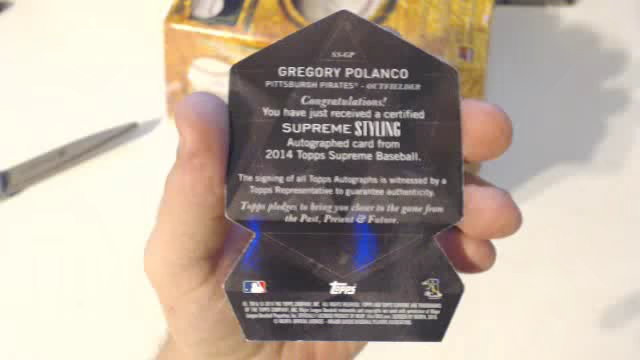 SS-GP
GREGORY POLANCO
PITTSBURGH PIRATES® - OUTFIELDER
Congratulations!
You have just received a certified
SUPREME STYLING
Autographed card from
2014 Topps Supreme Baseball.
The signing of all Topps Autographs is witnessed by a
Topps Representative to guarantee authenticity.
Topps pledges to bring you closer to the game from
the Past, Present & Future.
Topps